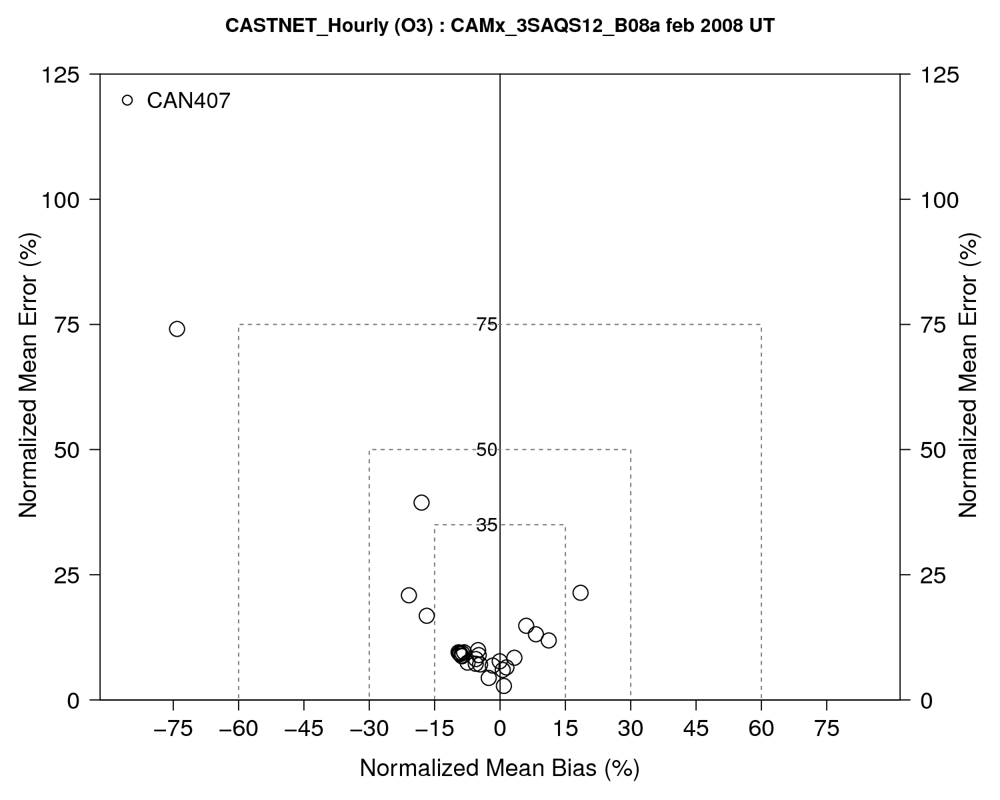 CASTNET_Hourly (O3) : CAMx_3SAQS12_B08a feb 2008 UT
125
125
CAN407
100
100
Normalized Mean Error (%)
Normalized Mean Error (%)
75
75
75
50
50
50
35
25
25
0
0
−75 −60 −45 −30 −15 0 15 30 45 60 75
Normalized Mean Bias (%)